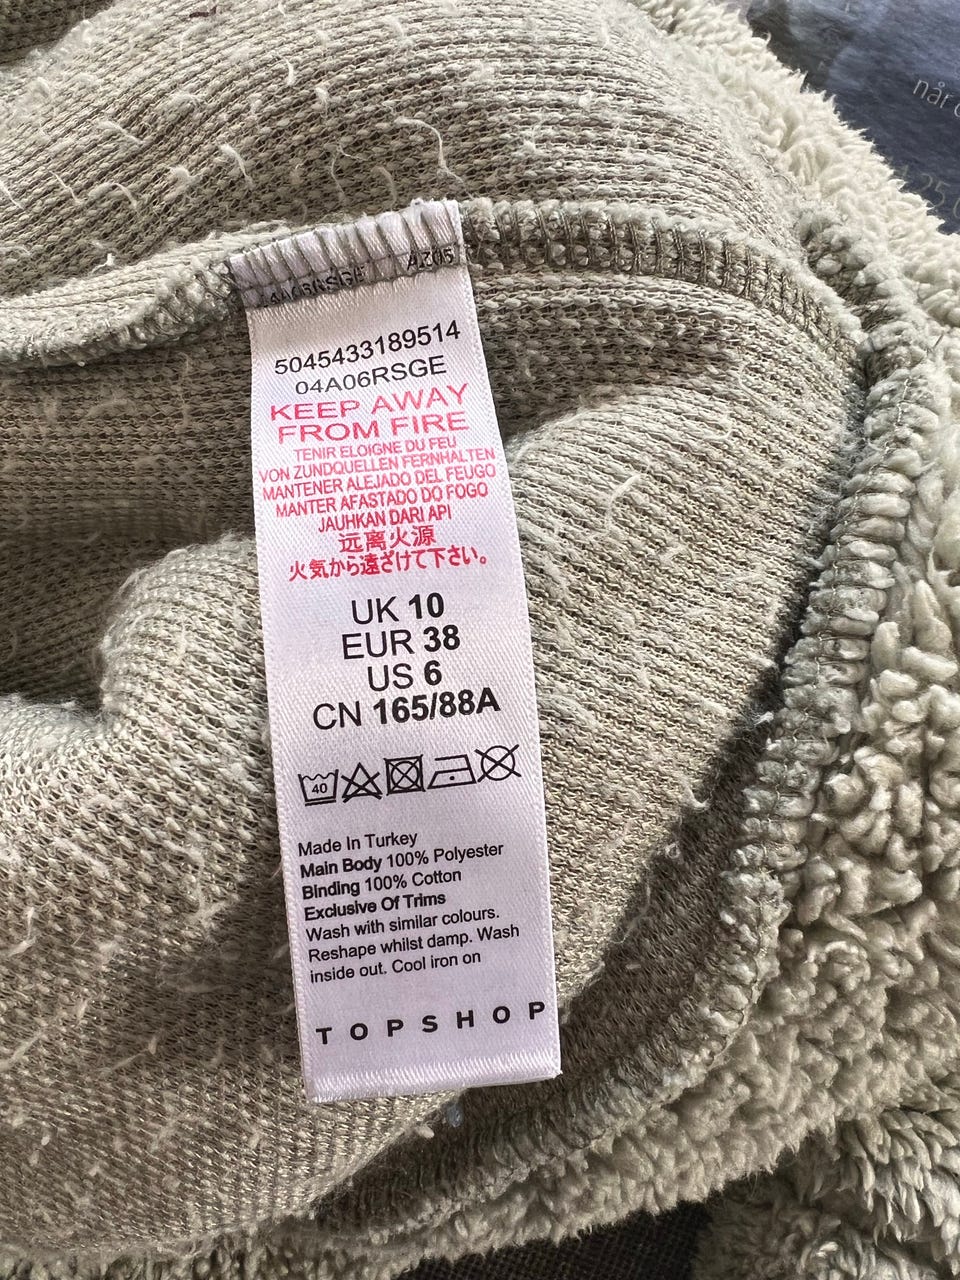 AZ05
5045433189514
04A06RSGE
KEEP AWAY
FROM FIRE
TENIR ELOIGNE DU FEU
VON ZUNDQUELLEN FERNHALTEN
MANTENER ALEJADO DEL FEUGO
MANTER AFASTADO DO FOGO
JAUHKAN DARI API
远离火源
火気から遠ざけて下さい。
UK 10
EUR 38
US 6
CN 165/88A
40
Made In Turkey
Main Body 100% Polyester
Binding 100% Cotton
Exclusive Of Trims
Wash with similar colours.
Reshape whilst damp. Wash
inside out. Cool iron on
TOPSHOP
når